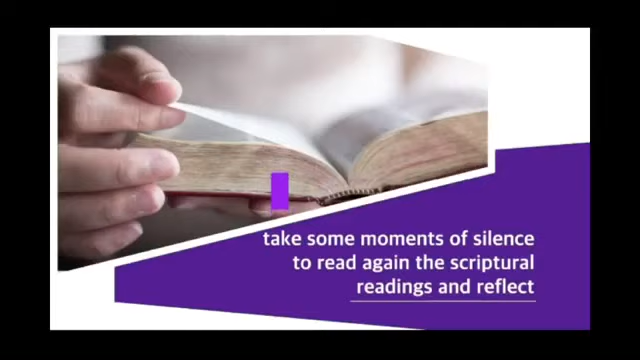 take some moments of silence
to read again the scriptural
readings and reflect